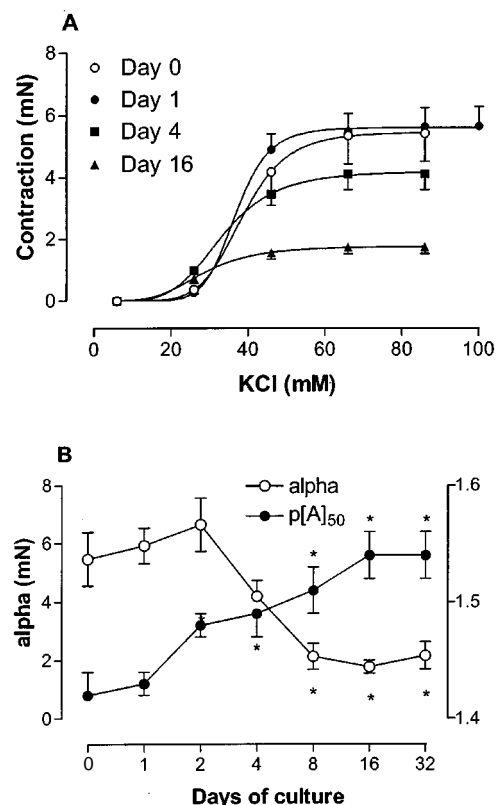 A
8
6
4
2
0
Contraction (mN)
Day 0
Day 1
Day 4
Day 16
0 20 40 60 80 100
KCl (mM)
B
8
6
4
2
0
alpha (mN)
alpha
p[A]50
* * *
* * * *
1.6
1.5
1.4
0 1 2 4 8 16 32
Days of culture